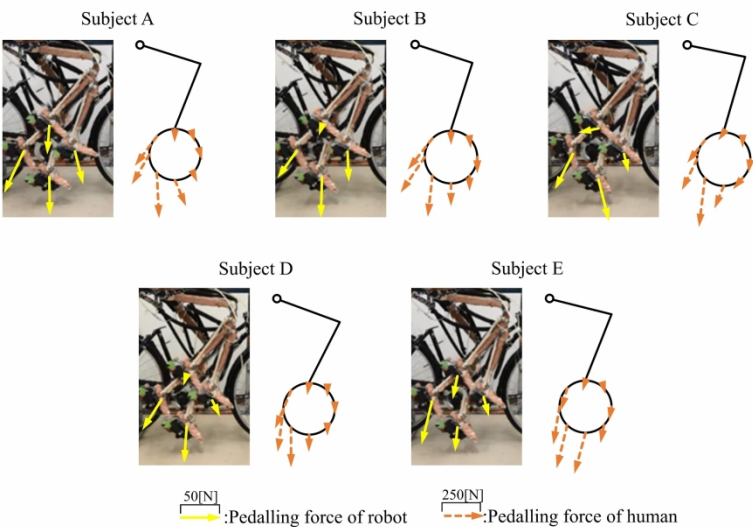 Subject A
Subject B
Subject C
Subject D
Subject E
50[N]
:Pedalling force of robot
250[N]
:Pedalling force of human